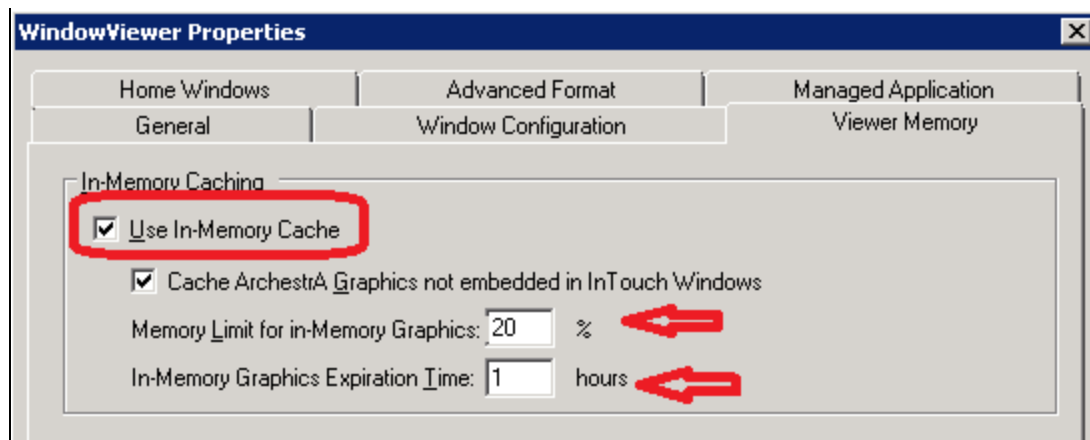 WindowViewer Properties
Home Windows
Advanced Format
Managed Application
General
Window Configuration
Viewer Memory
In-Memory Caching
Use In-Memory Cache
Cache ArchestrA Graphics not embedded in InTouch Windows
Memory Limit for in-Memory Graphics: 20 %
In-Memory Graphics Expiration Time: 1 hours